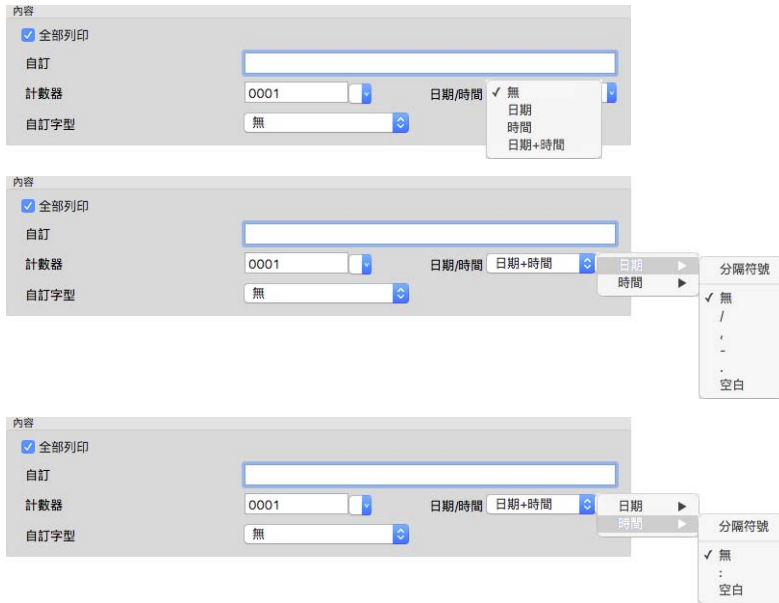 內容
全部列印
自訂
計數器 0001 日期/時間 ✓ 無
日期
時間
日期+時間
自訂字型 無
內容
全部列印
自訂
計數器 0001 日期/時間 日期+時間 日期 ▶
時間 ▶
分隔符號
✓ 無
/
,
-
.
空白
自訂字型 無
內容
全部列印
自訂
計數器 0001 日期/時間 日期+時間 日期 ▶
時間 ▶
分隔符號
✓ 無
:
空白
自訂字型 無